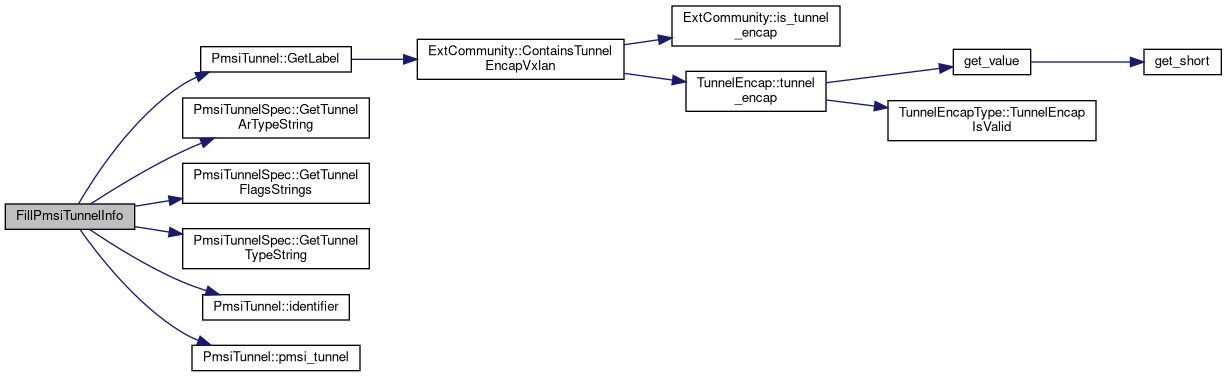 FillPmsiTunnelInfo
PmsiTunnel::GetLabel
ExtCommunity::ContainsTunnel
EncapVxlan
ExtCommunity::is_tunnel
_encap
TunnelEncap::tunnel
_encap
get_value
get_short
TunnelEncapType::TunnelEncap
IsValid
PmsiTunnelSpec::GetTunnel
ArTypeString
PmsiTunnelSpec::GetTunnel
FlagsStrings
PmsiTunnelSpec::GetTunnel
TypeString
PmsiTunnel::identifier
PmsiTunnel::pmsi_tunnel